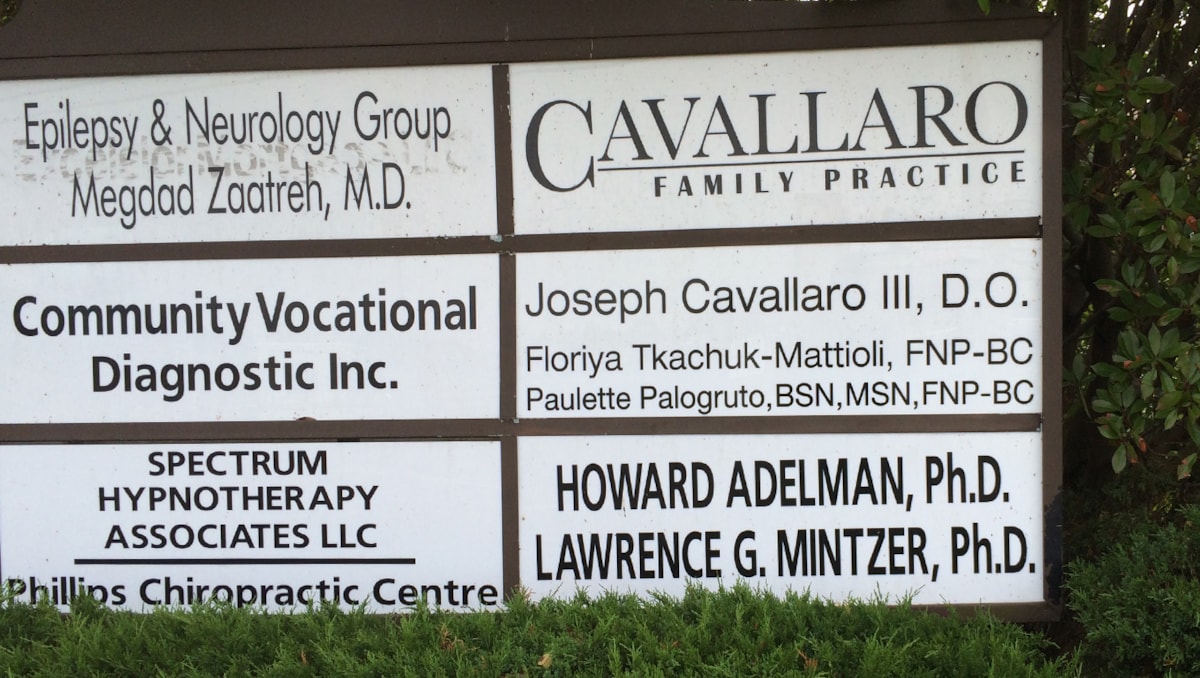 Epilepsy & Neurology Group
Megdad Zaatreh, M.D.
Community Vocational
Diagnostic Inc.
SPECTRUM
HYPNOTHERAPY
ASSOCIATES LLC
Phillips Chiropractic Centre
CAVALLARO
FAMILY PRACTICE
Joseph Cavallaro III, D.O.
Floriya Tkachuk-Mattioli, FNP-BC
Paulette Palogruto,BSN,MSN,FNP-BC
HOWARD ADELMAN, Ph.D.
LAWRENCE G. MINTZER, Ph.D.